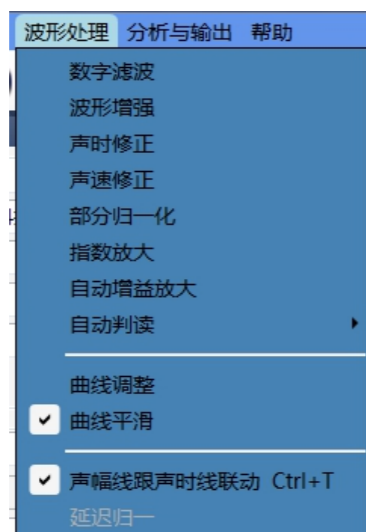 波形处理 分析与输出 帮助
数字滤波
波形增强
声时修正
声速修正
部分归一化
指数放大
自动增益放大
自动判读
曲线调整
曲线平滑
声幅线跟声时线联动 Ctrl+T
延迟归一